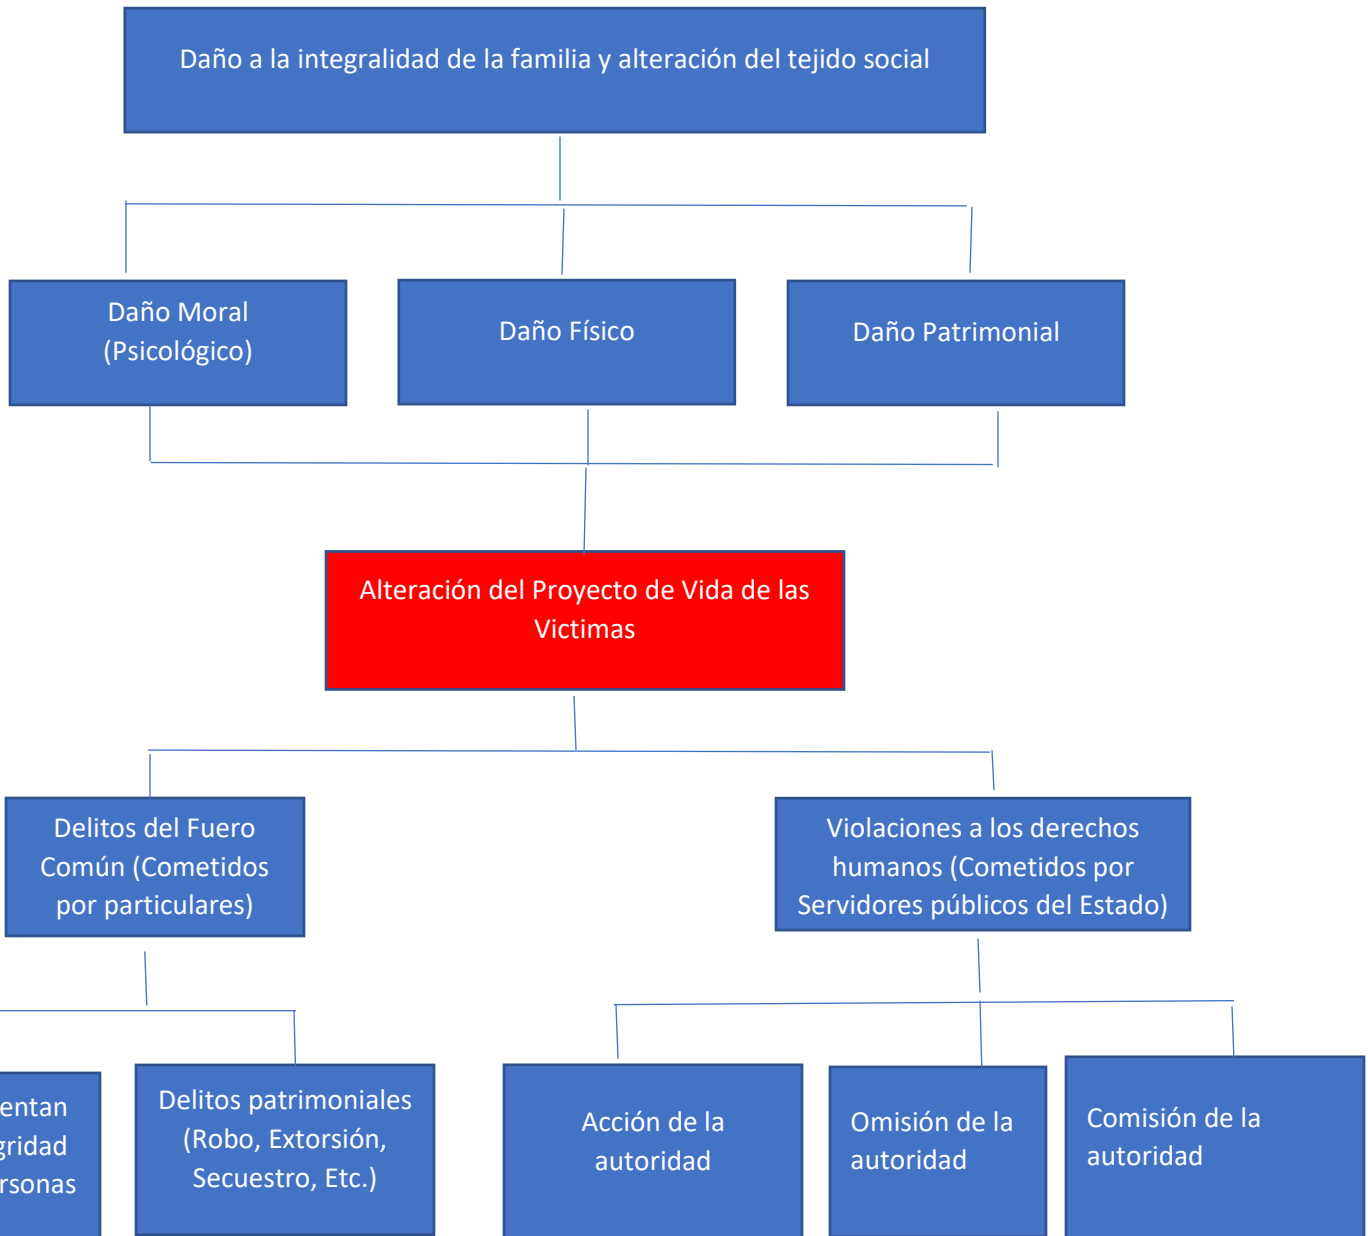 Daño a la integralidad de la familia y alteración del tejido social
Daño Moral
(Psicológico)
Daño Físico
Daño Patrimonial
Alteración del Proyecto de Vida de las
Victimas
Delitos del Fuero
Común (Cometidos
por particulares)
Violaciones a los derechos
humanos (Cometidos por
Servidores públicos del Estado)
Delitos patrimoniales
(Robo, Extorsión,
Secuestro, Etc.)
Acción de la
autoridad
Omisión de la
autoridad
Comisión de la
autoridad